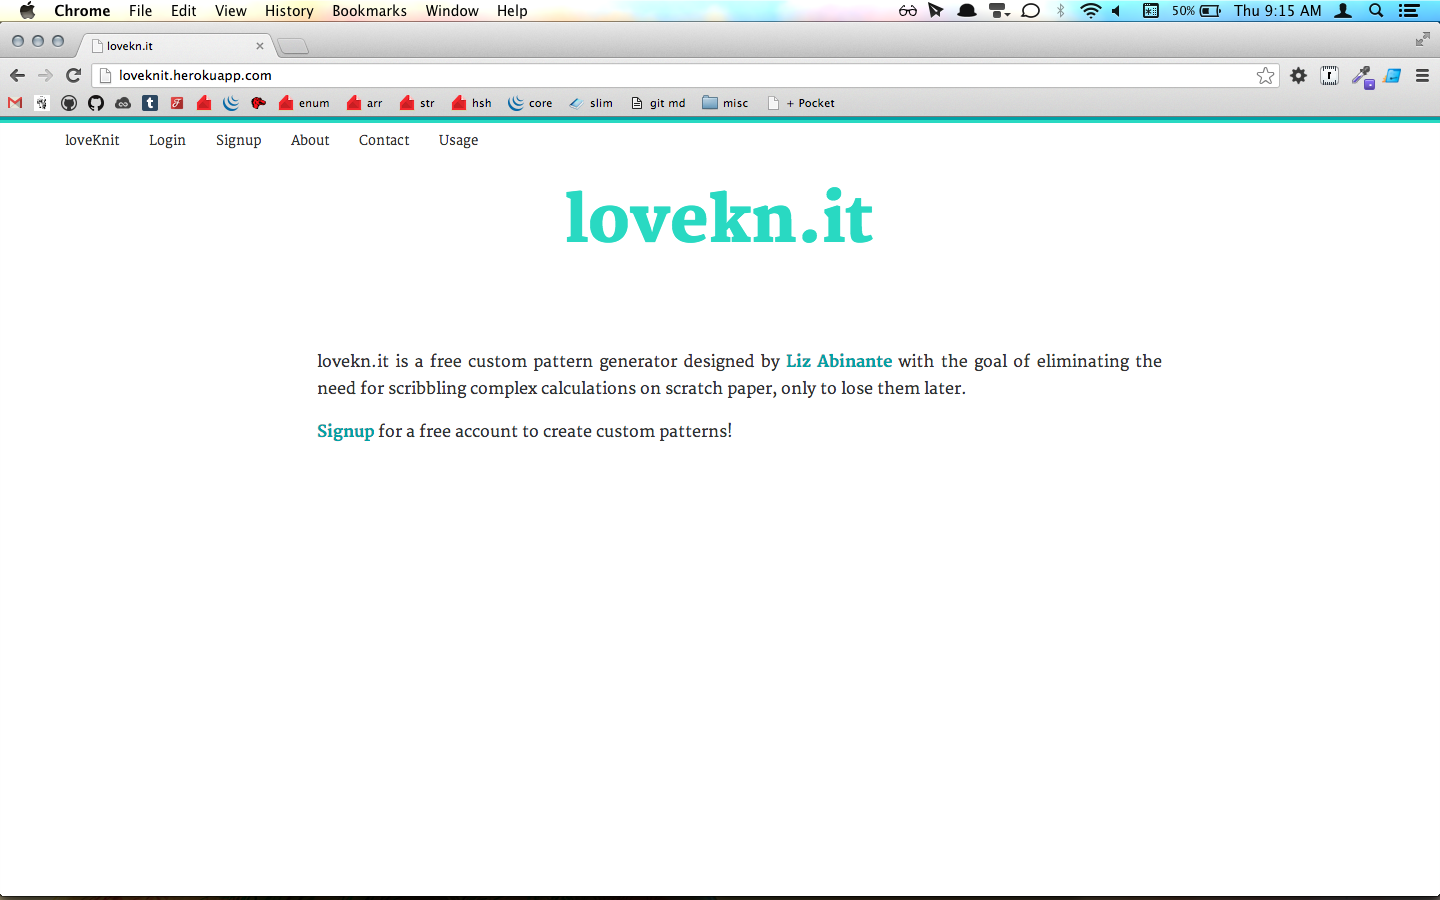 Chrome File Edit View History Bookmarks Window Help 50% Thu 9:15 AM
lovekn.it
loveknit.herokuapp.com
enum arr str hsh core slim git md misc + Pocket
loveKnit Login Signup About Contact Usage
lovekn.it
lovekn.it is a free custom pattern generator designed by Liz Abinante with the goal of eliminating the
need for scribbling complex calculations on scratch paper, only to lose them later.
Signup for a free account to create custom patterns!